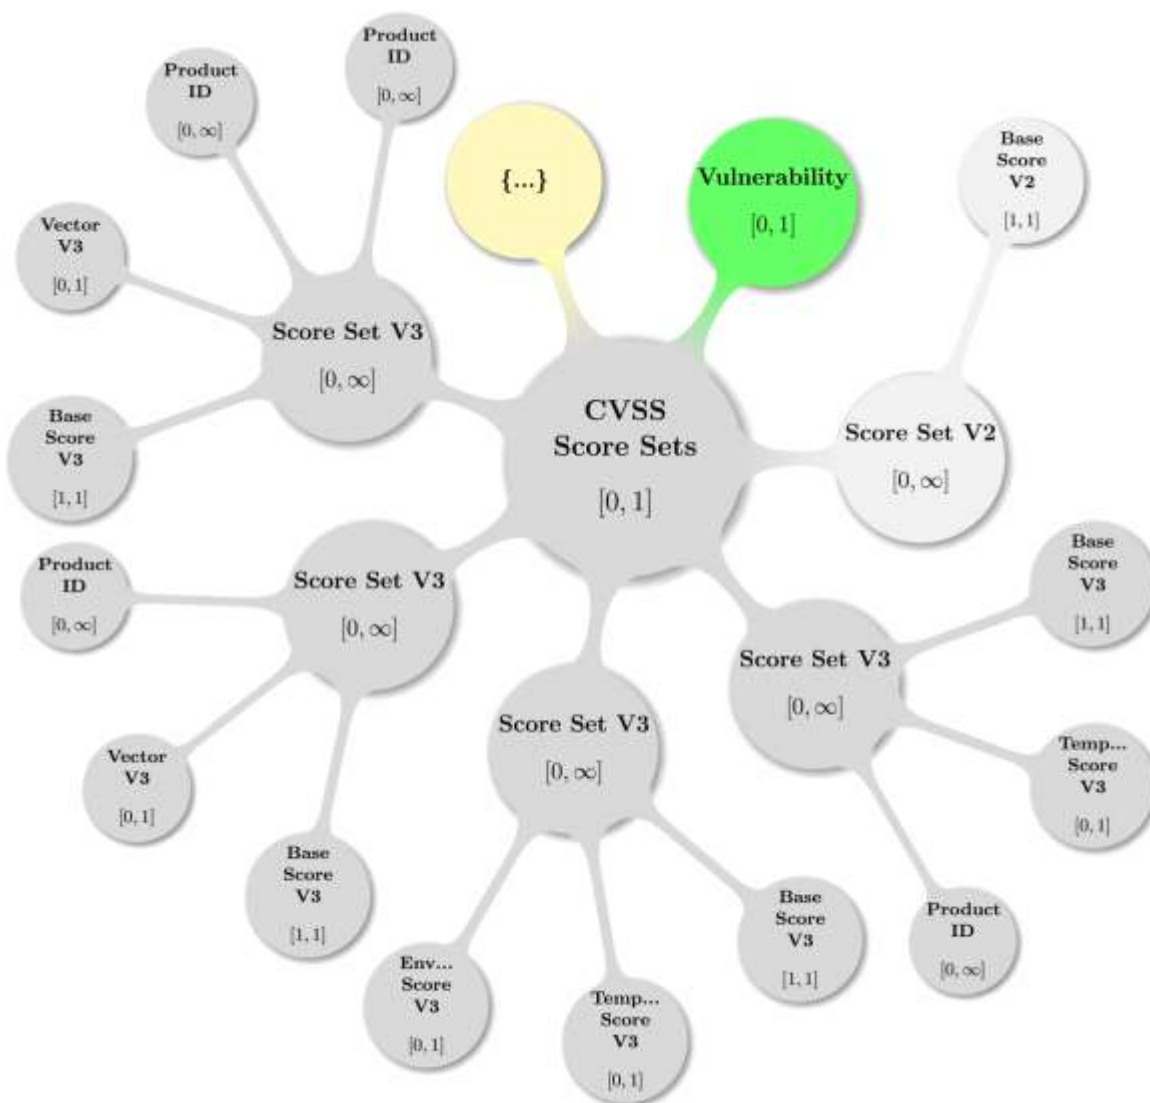 Product
ID
[0, ∞]
Product
ID
[0, ∞]
{...}
Vulnerability
[0, 1]
Base
Score
V2
[1, 1]
Vector
V3
[0, 1]
Score Set V3
[0, ∞]
CVSS
Score Sets
[0, 1]
Score Set V2
[0, ∞]
Base
Score
V3
[1, 1]
Product
ID
[0, ∞]
Score Set V3
[0, ∞]
Base
Score
V3
[1, 1]
Score Set V3
[0, ∞]
Score Set V3
[0, ∞]
Vector
V3
[0, 1]
Temp...
Score
V3
[0, 1]
Base
Score
V3
[1, 1]
Base
Score
V3
[1, 1]
Product
ID
[0, ∞]
Env...
Score
V3
[0, 1]
Temp...
Score
V3
[0, 1]